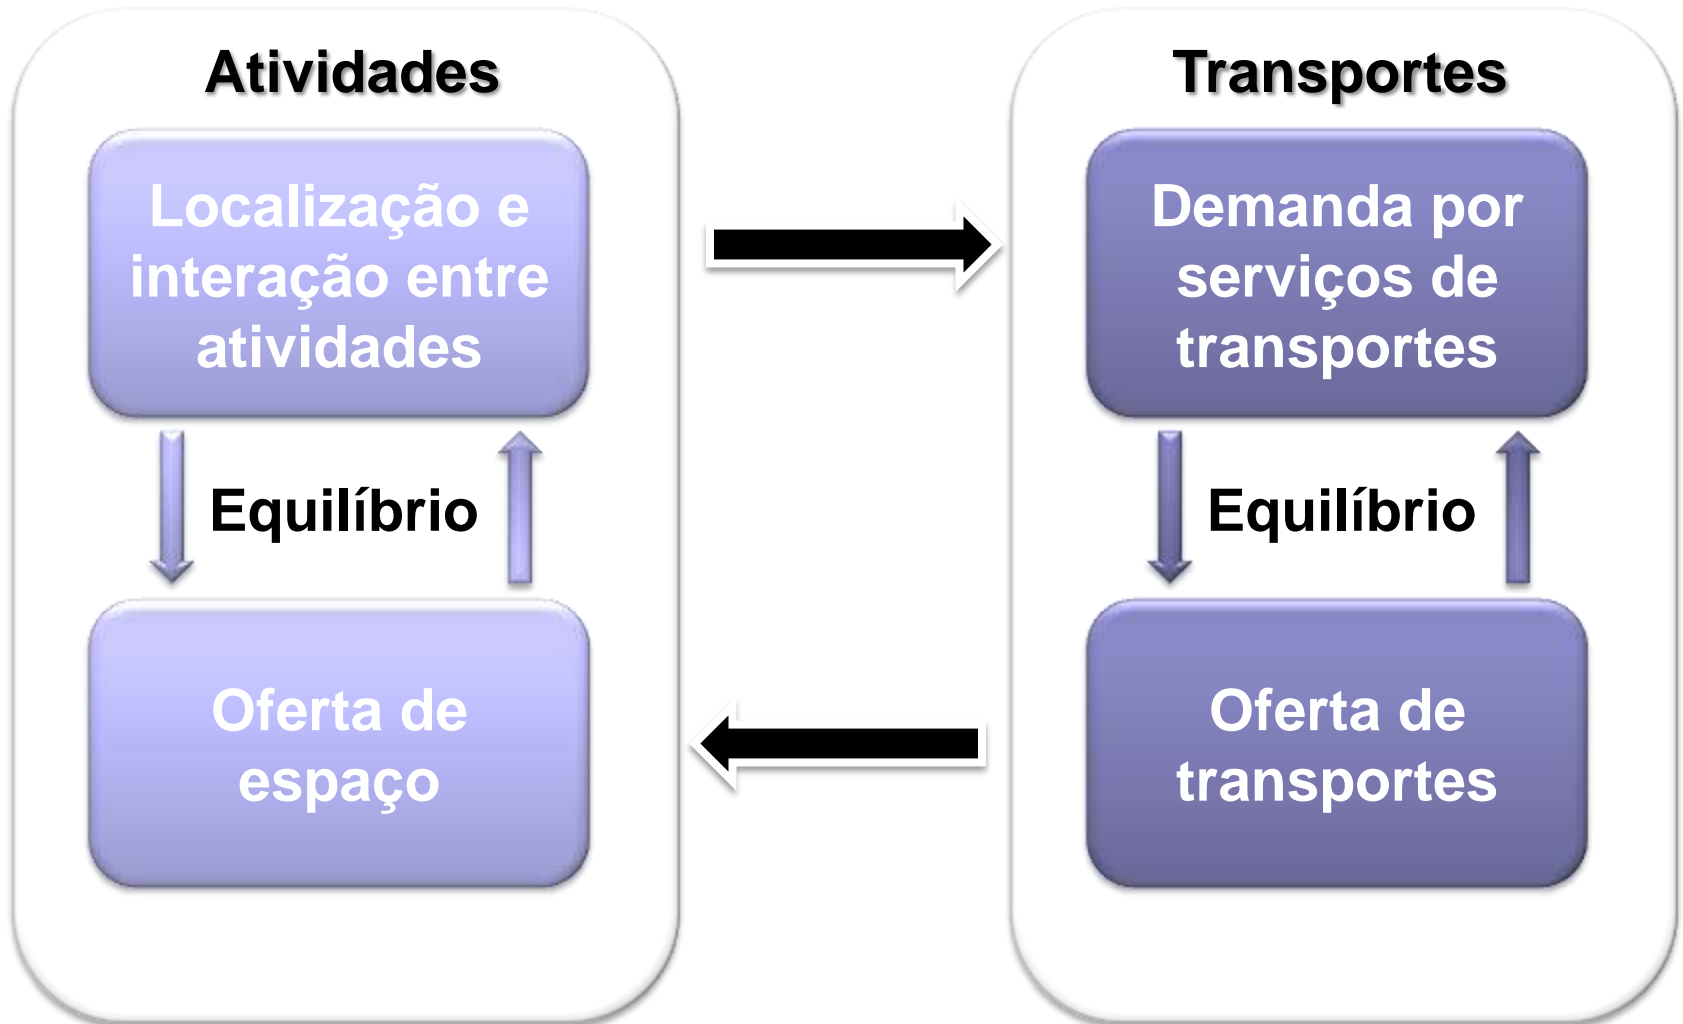 Atividades
Localização e
interação entre
atividades
Equilíbrio
Oferta de
espaço
Transportes
Demanda por
serviços de
transportes
Equilíbrio
Oferta de
transportes